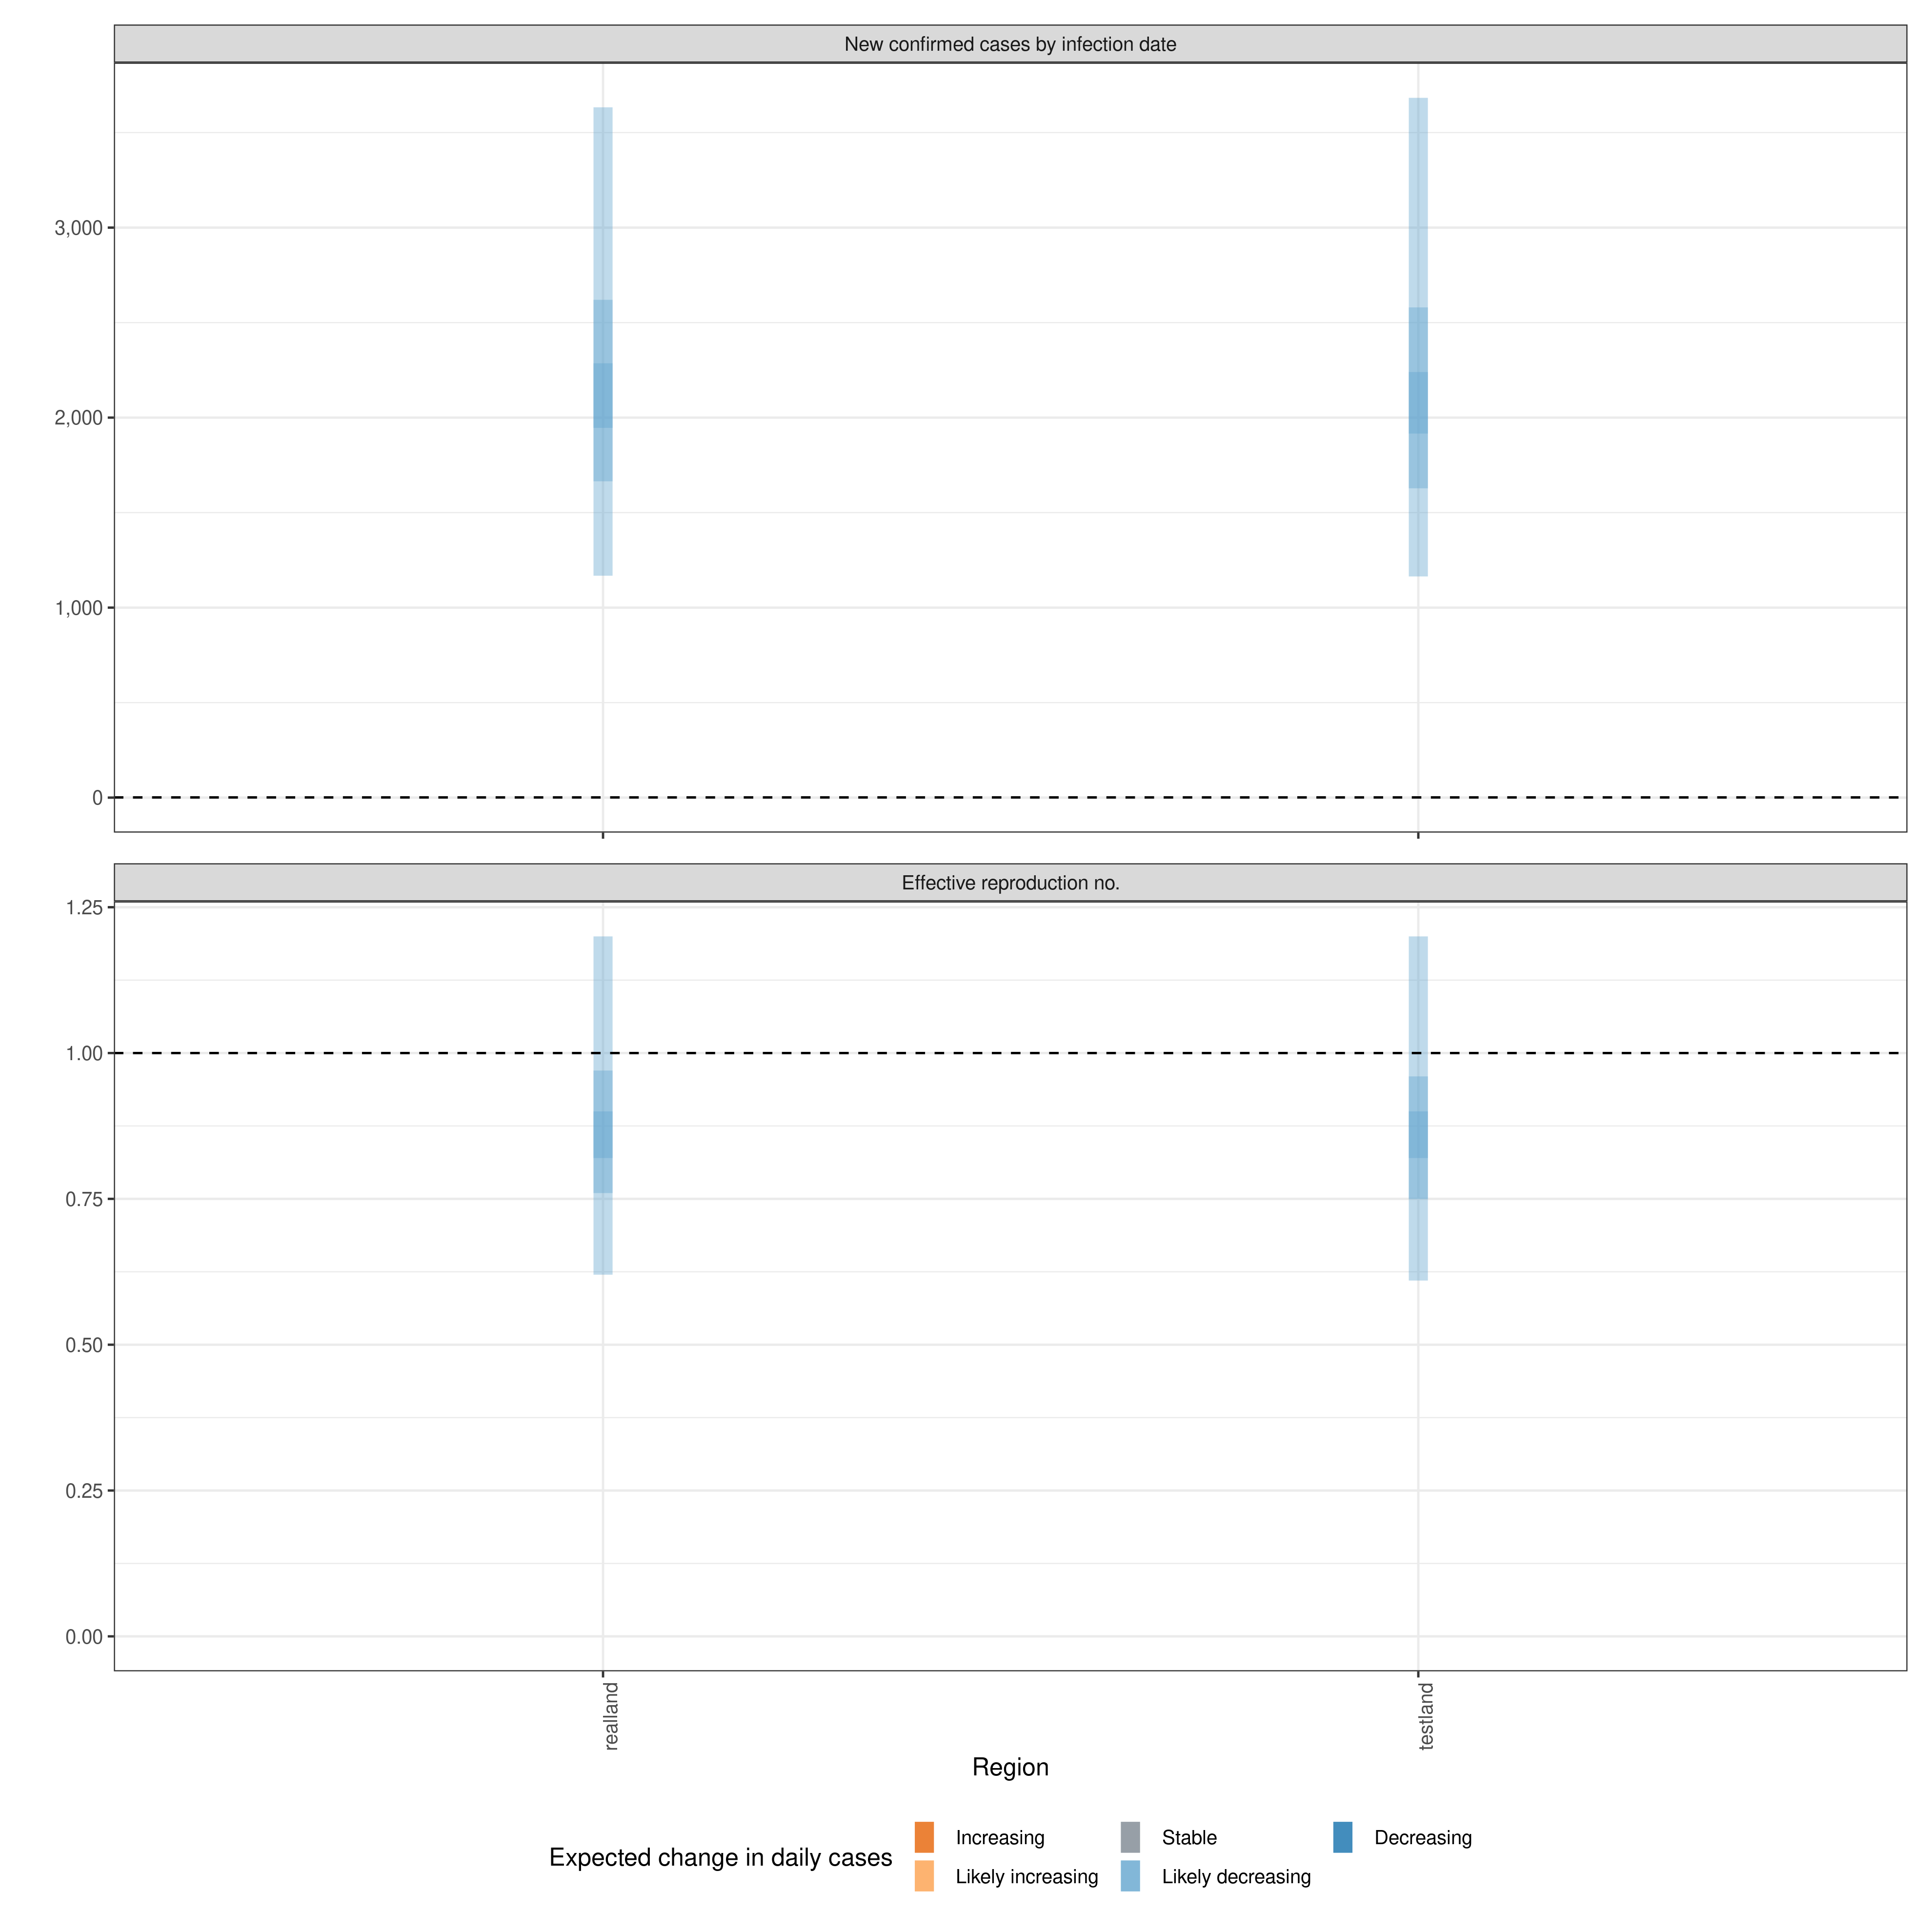 New confirmed cases by infection date
3,000
2,000
1,000
0
Effective reproduction no.
1.25
1.00
0.75
0.50
0.25
0.00
realland
testland
Region
Expected change in daily cases
Increasing
Stable
Decreasing
Likely increasing
Likely decreasing